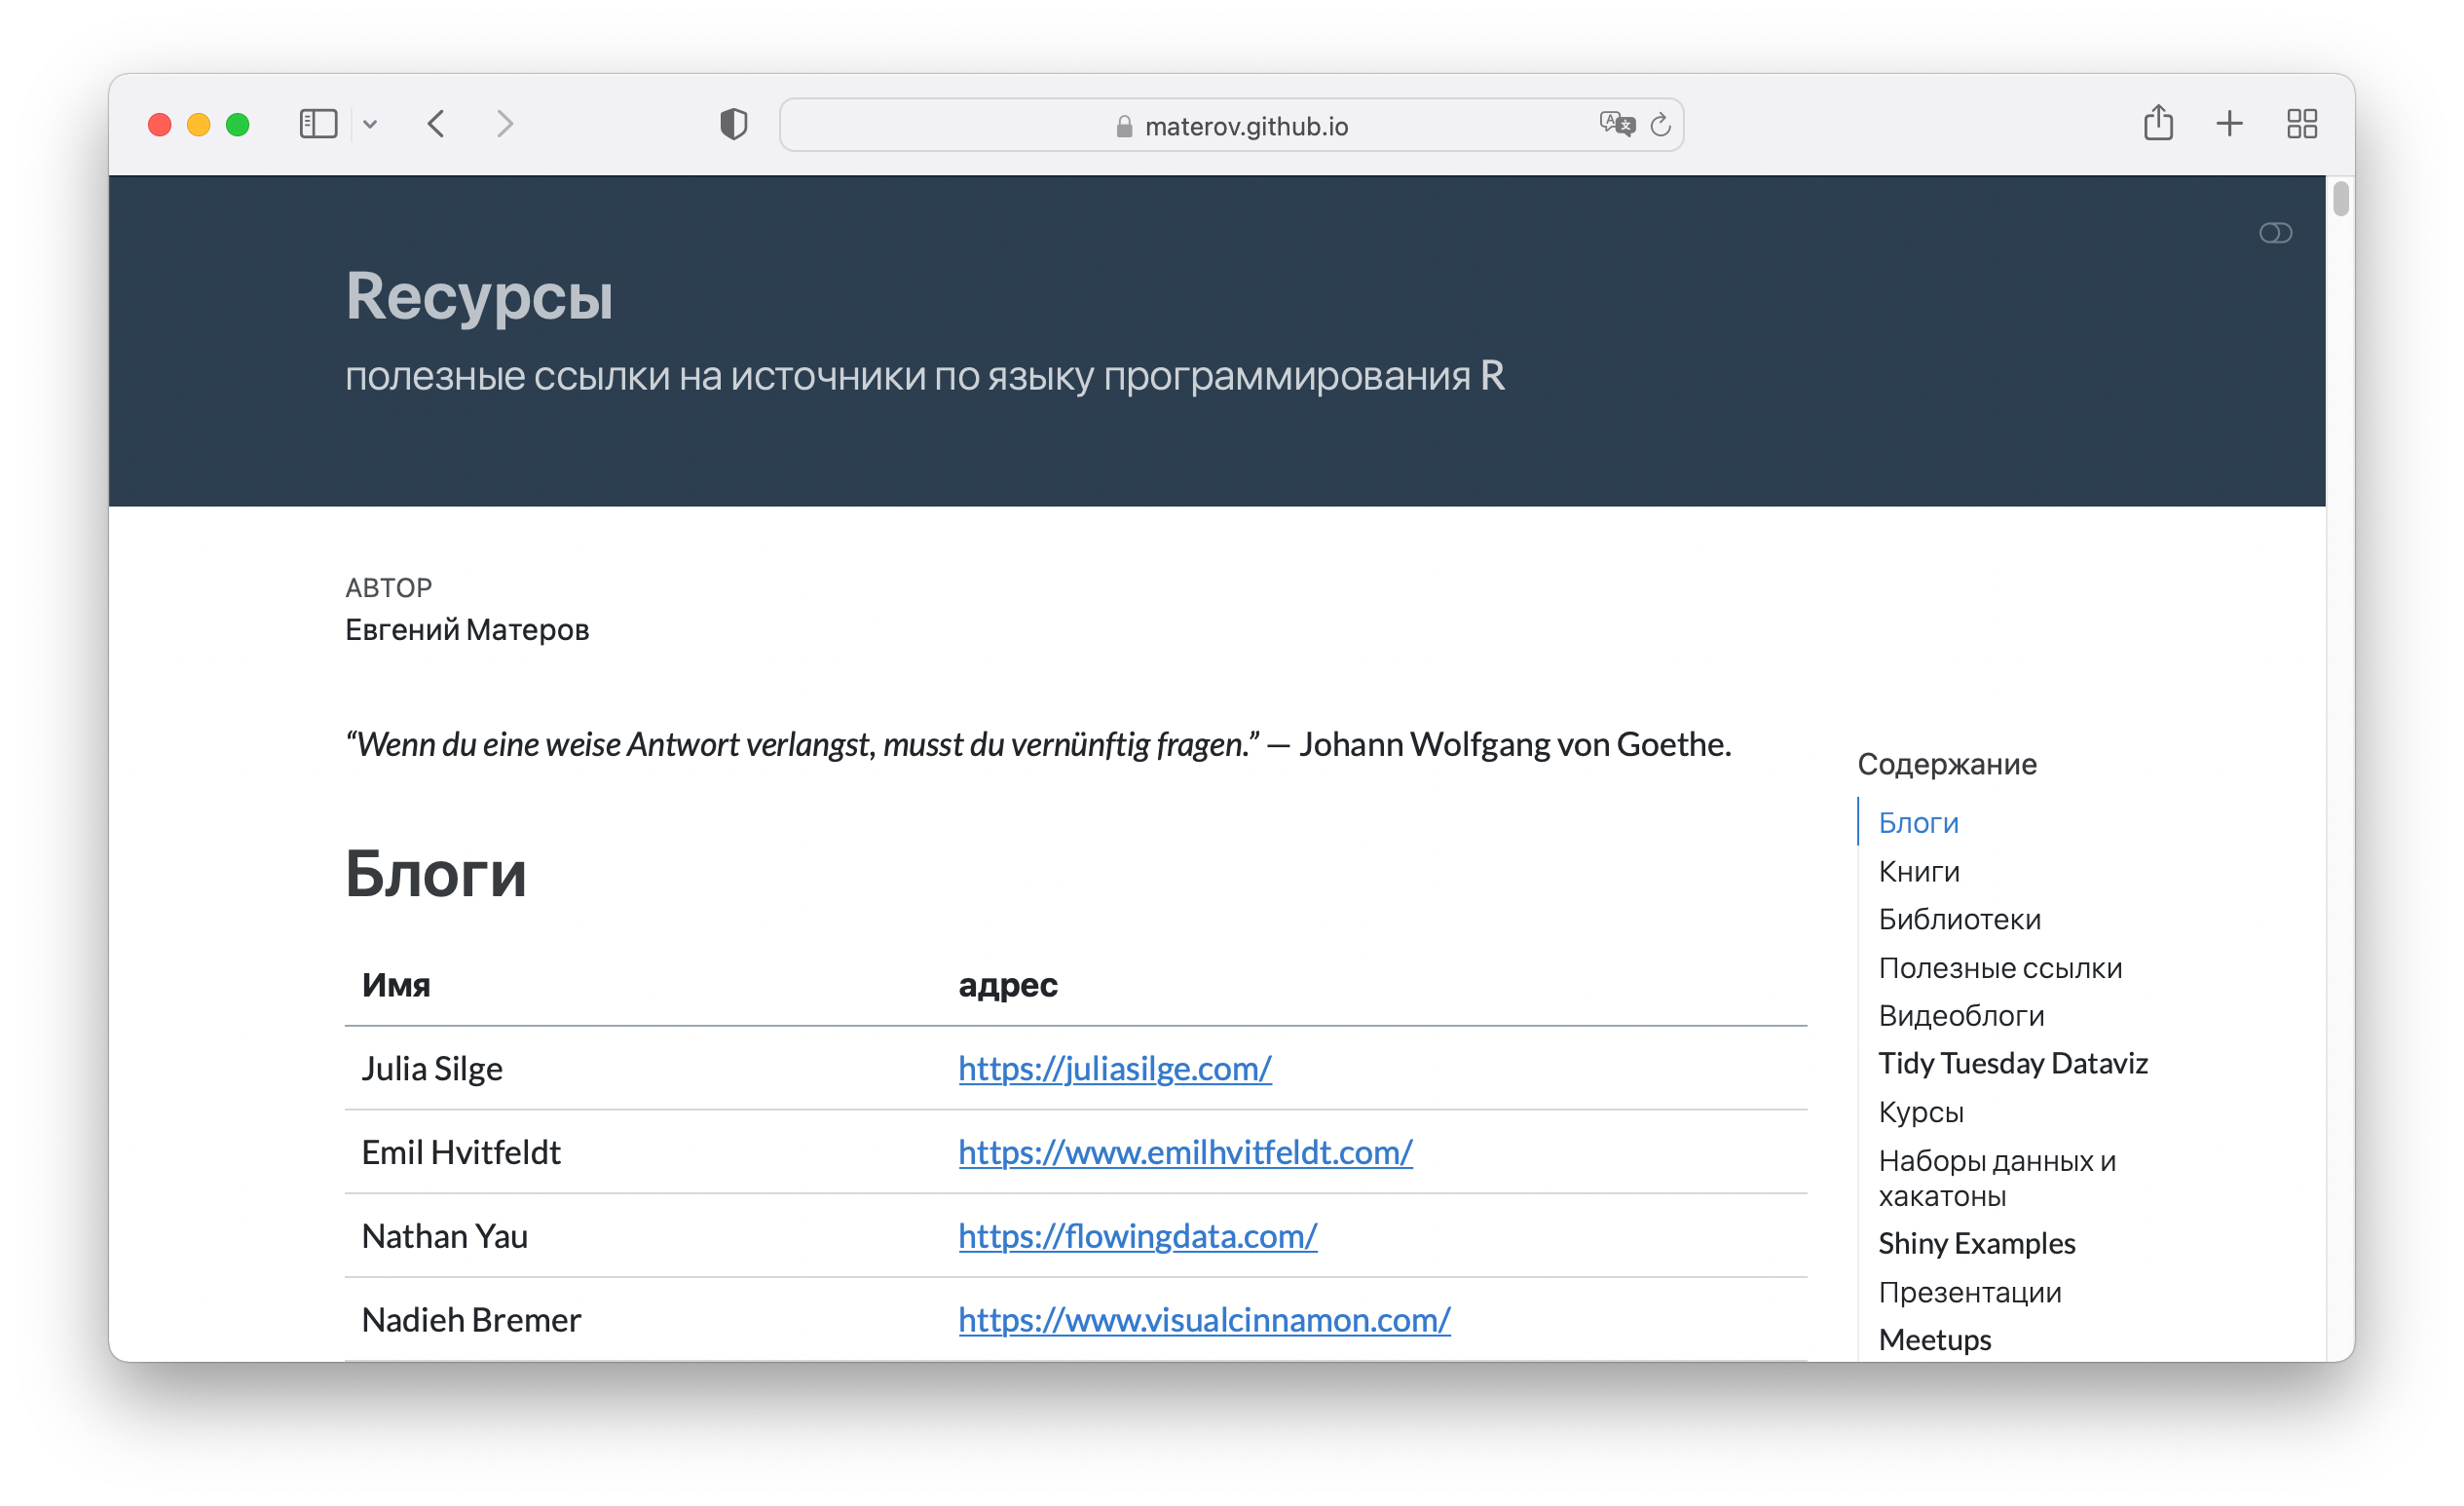 materov.github.io
Rесурсы
полезные ссылки на источники по языку программирования R
АВТОР
Евгений Матеров
“Wenn du eine weise Antwort verlangst, musst du vernünftig fragen.” — Johann Wolfgang von Goethe.
Блоги
Имя адрес
Julia Silge https://juliasilge.com/
Emil Hvitfeldt https://www.emilhvitfeldt.com/
Nathan Yau https://flowingdata.com/
Nadieh Bremer https://www.visualcinnamon.com/
Содержание
Блоги
Книги
Библиотеки
Полезные ссылки
Видеоблоги
Tidy Tuesday Dataviz
Курсы
Наборы данных и
хакатоны
Shiny Examples
Презентации
Meetups